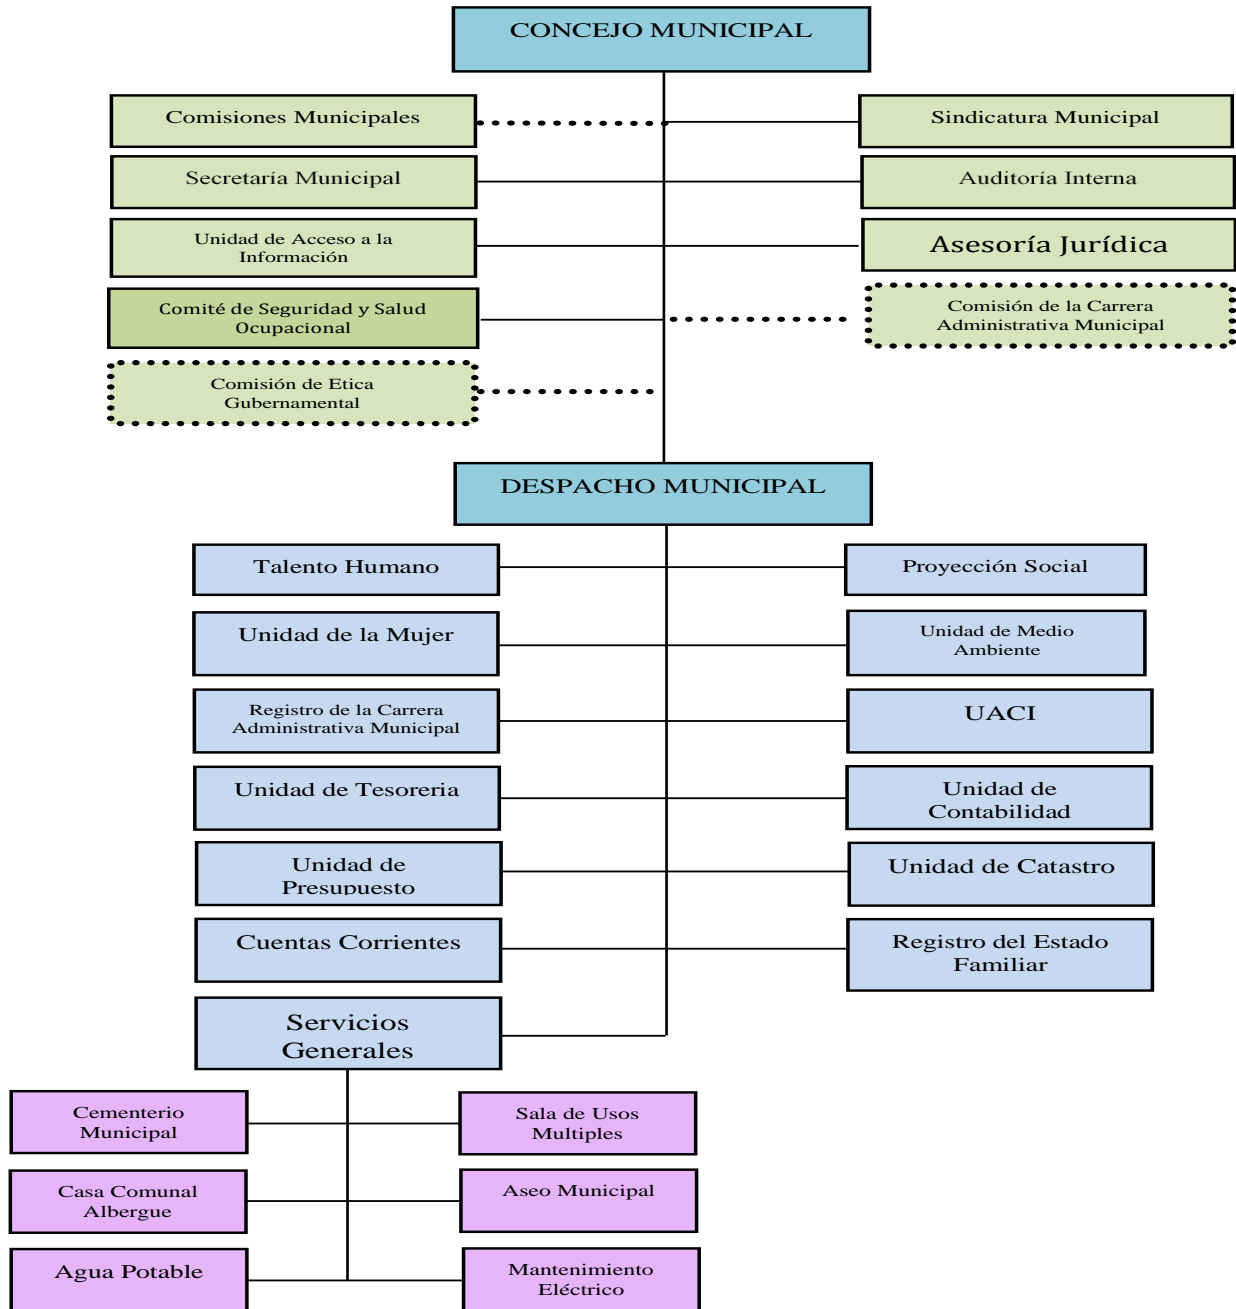 CONCEJO MUNICIPAL
Comisiones Municipales
Sindicatura Municipal
Secretaría Municipal
Auditoría Interna
Unidad de Acceso a la
Información
Asesoría Jurídica
Comité de Seguridad y Salud
Ocupacional
Comisión de la Carrera
Administrativa Municipal
Comisión de Etica
Gubernamental
DESPACHO MUNICIPAL
Talento Humano
Proyección Social
Unidad de la Mujer
Unidad de Medio
Ambiente
Registro de la Carrera
Administrativa Municipal
UACI
Unidad de Tesoreria
Unidad de
Contabilidad
Unidad de
Presupuesto
Unidad de Catastro
Cuentas Corrientes
Registro del Estado
Familiar
Servicios
Generales
Cementerio
Municipal
Sala de Usos
Multiples
Casa Comunal
Albergue
Aseo Municipal
Agua Potable
Mantenimiento
Eléctrico